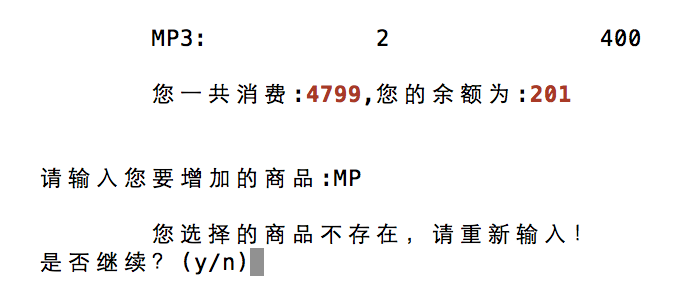 MP3: 2 400
您一共消费:4799,您的余额为:201
请输入您要增加的商品:MP
您选择的商品不存在，请重新输入！
是否继续？(y/n)